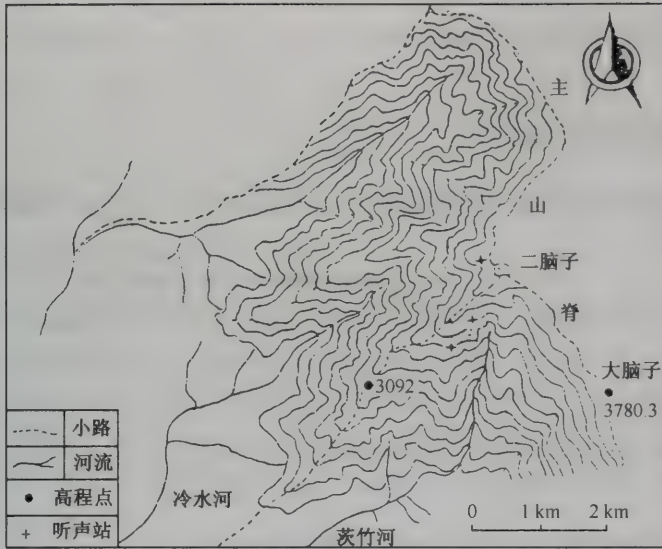 主
山
二脑子
脊
大脑子
3092
3780.3
小路
河流
高程点
听声站
冷水河
茨竹河
0 1 km 2 km